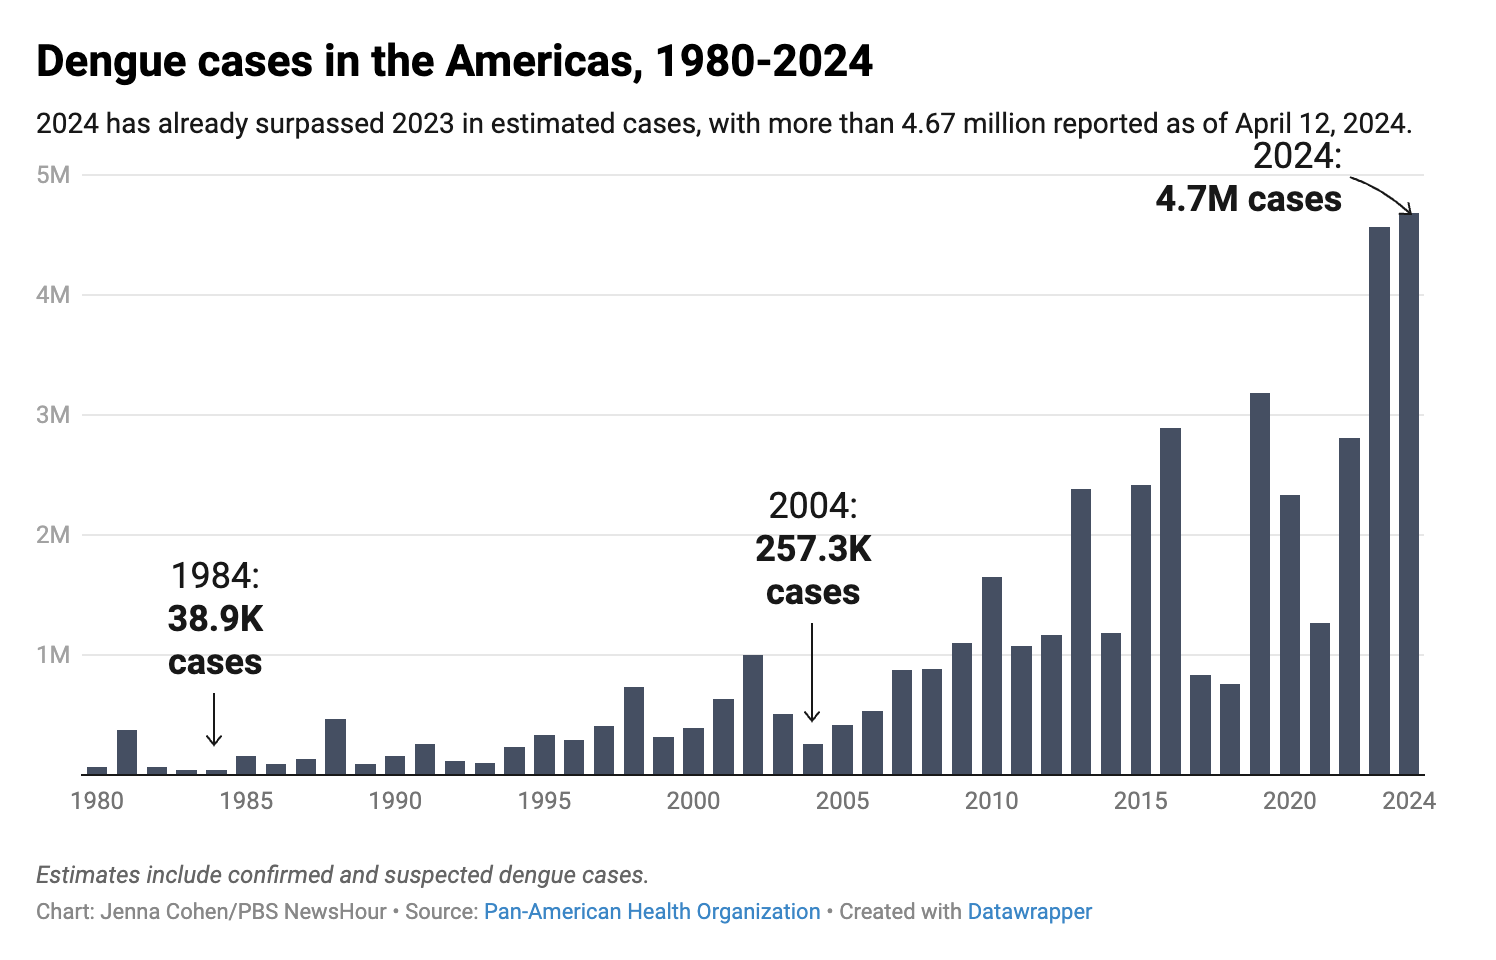 Dengue cases in the Americas, 1980-2024
2024 has already surpassed 2023 in estimated cases, with more than 4.67 million reported as of April 12, 2024.
2024:
4.7M cases
5M
4M
3M
2M
1M
2004:
257.3K
cases
1984:
38.9K
cases
1980 1985 1990 1995 2000 2005 2010 2015 2020 2024
Estimates include confirmed and suspected dengue cases.
Chart: Jenna Cohen/PBS NewsHour • Source: Pan-American Health Organization • Created with Datawrapper